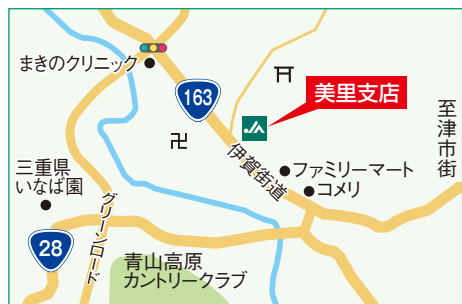 まきのクリニック
163
美里支店
JA
至津市街
伊賀街道
ファミリーマート
コメリ
三重県
いなば園
グリーンロード
28
青山高原
カントリークラブ